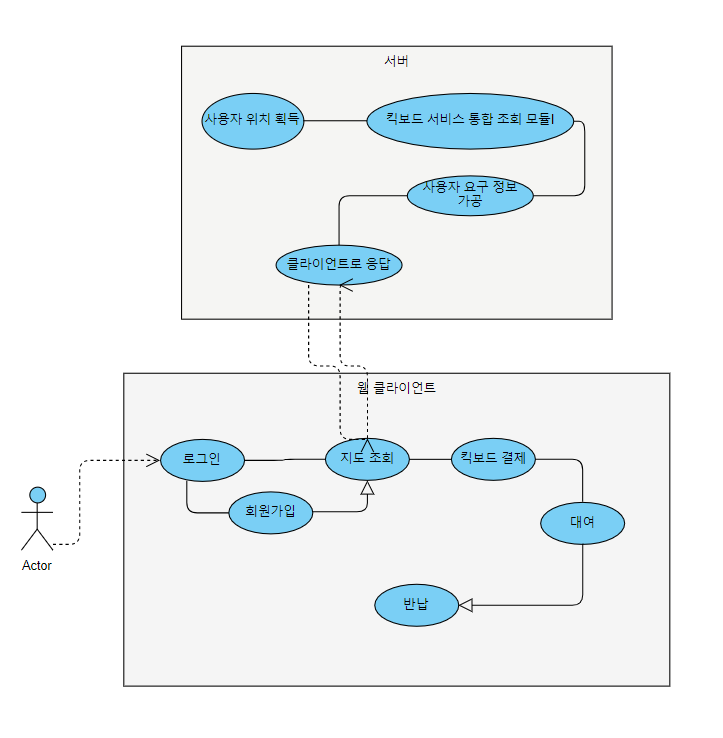 서버
사용자 위치 획득
킥보드 서비스 통합 조회 모듈I
사용자 요구 정보
가공
클라이언트로 응답
웹 클라이언트
로그인
지도 조회
킥보드 결제
회원가입
대여
Actor
반납